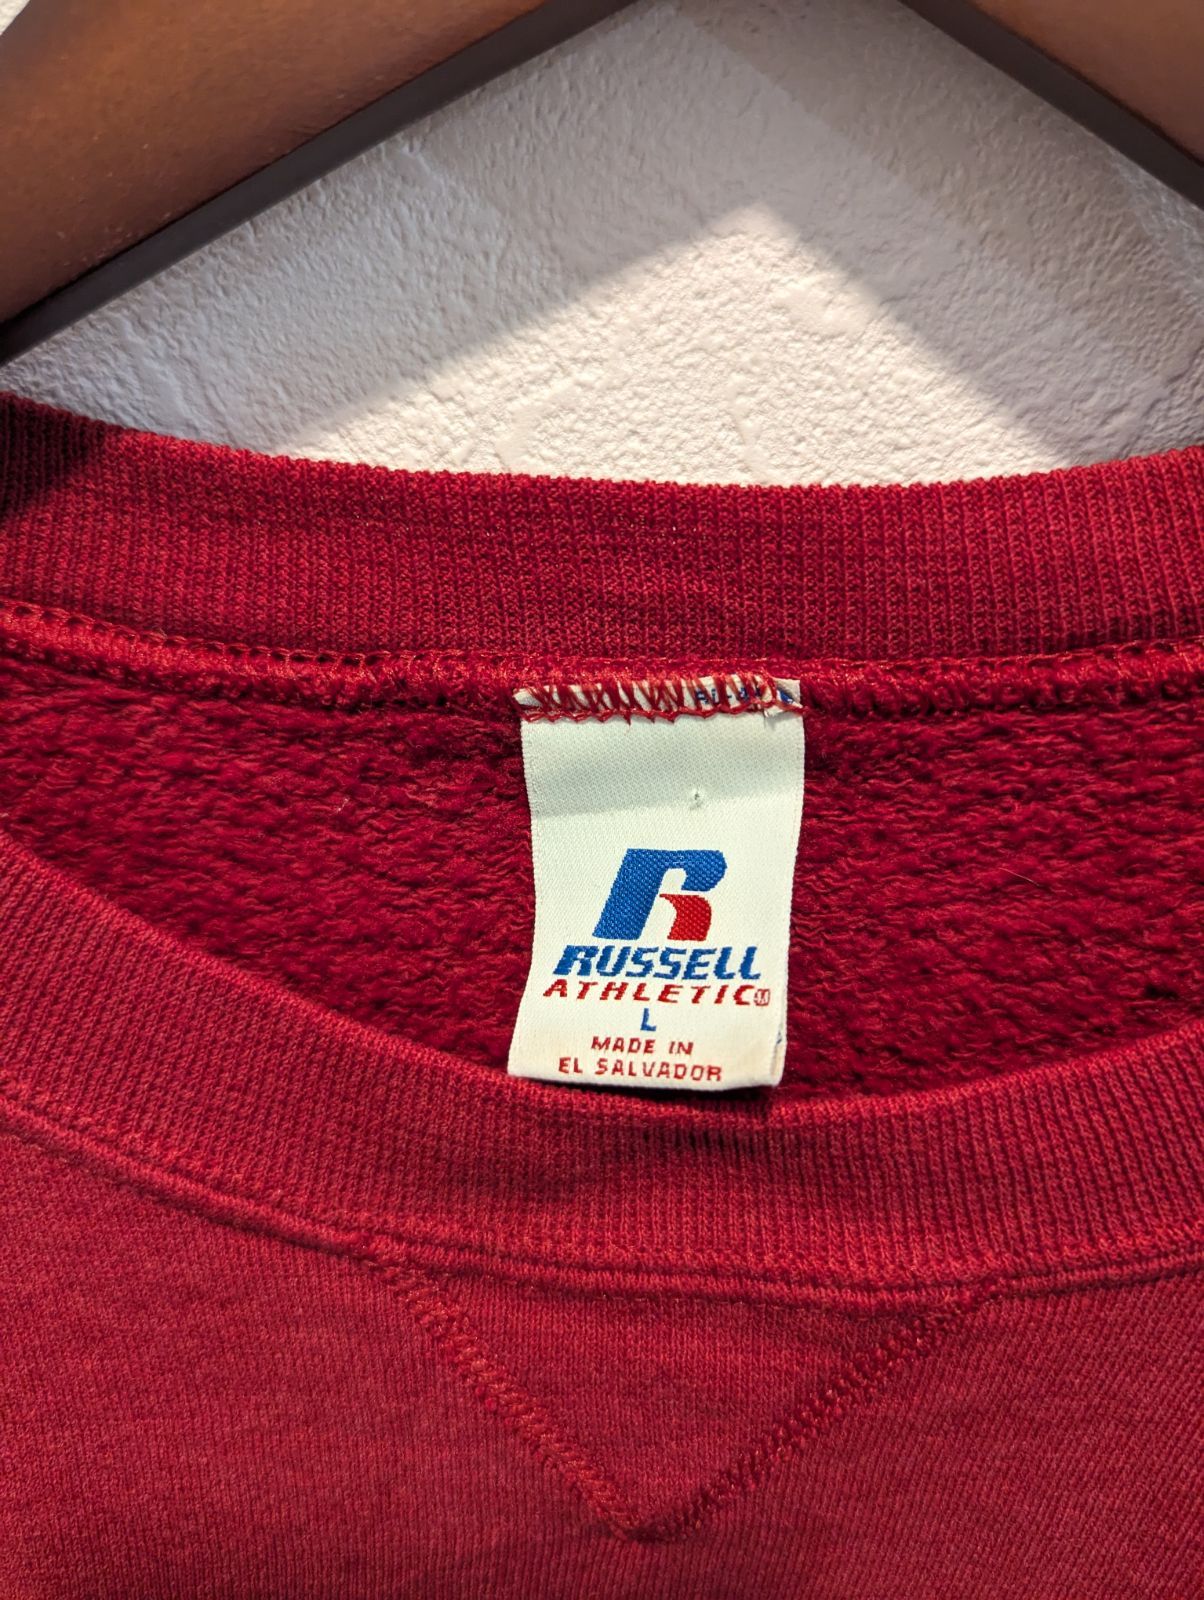 R
RUSSELL
ATHLETIC
L
MADE IN
EL SALVADOR